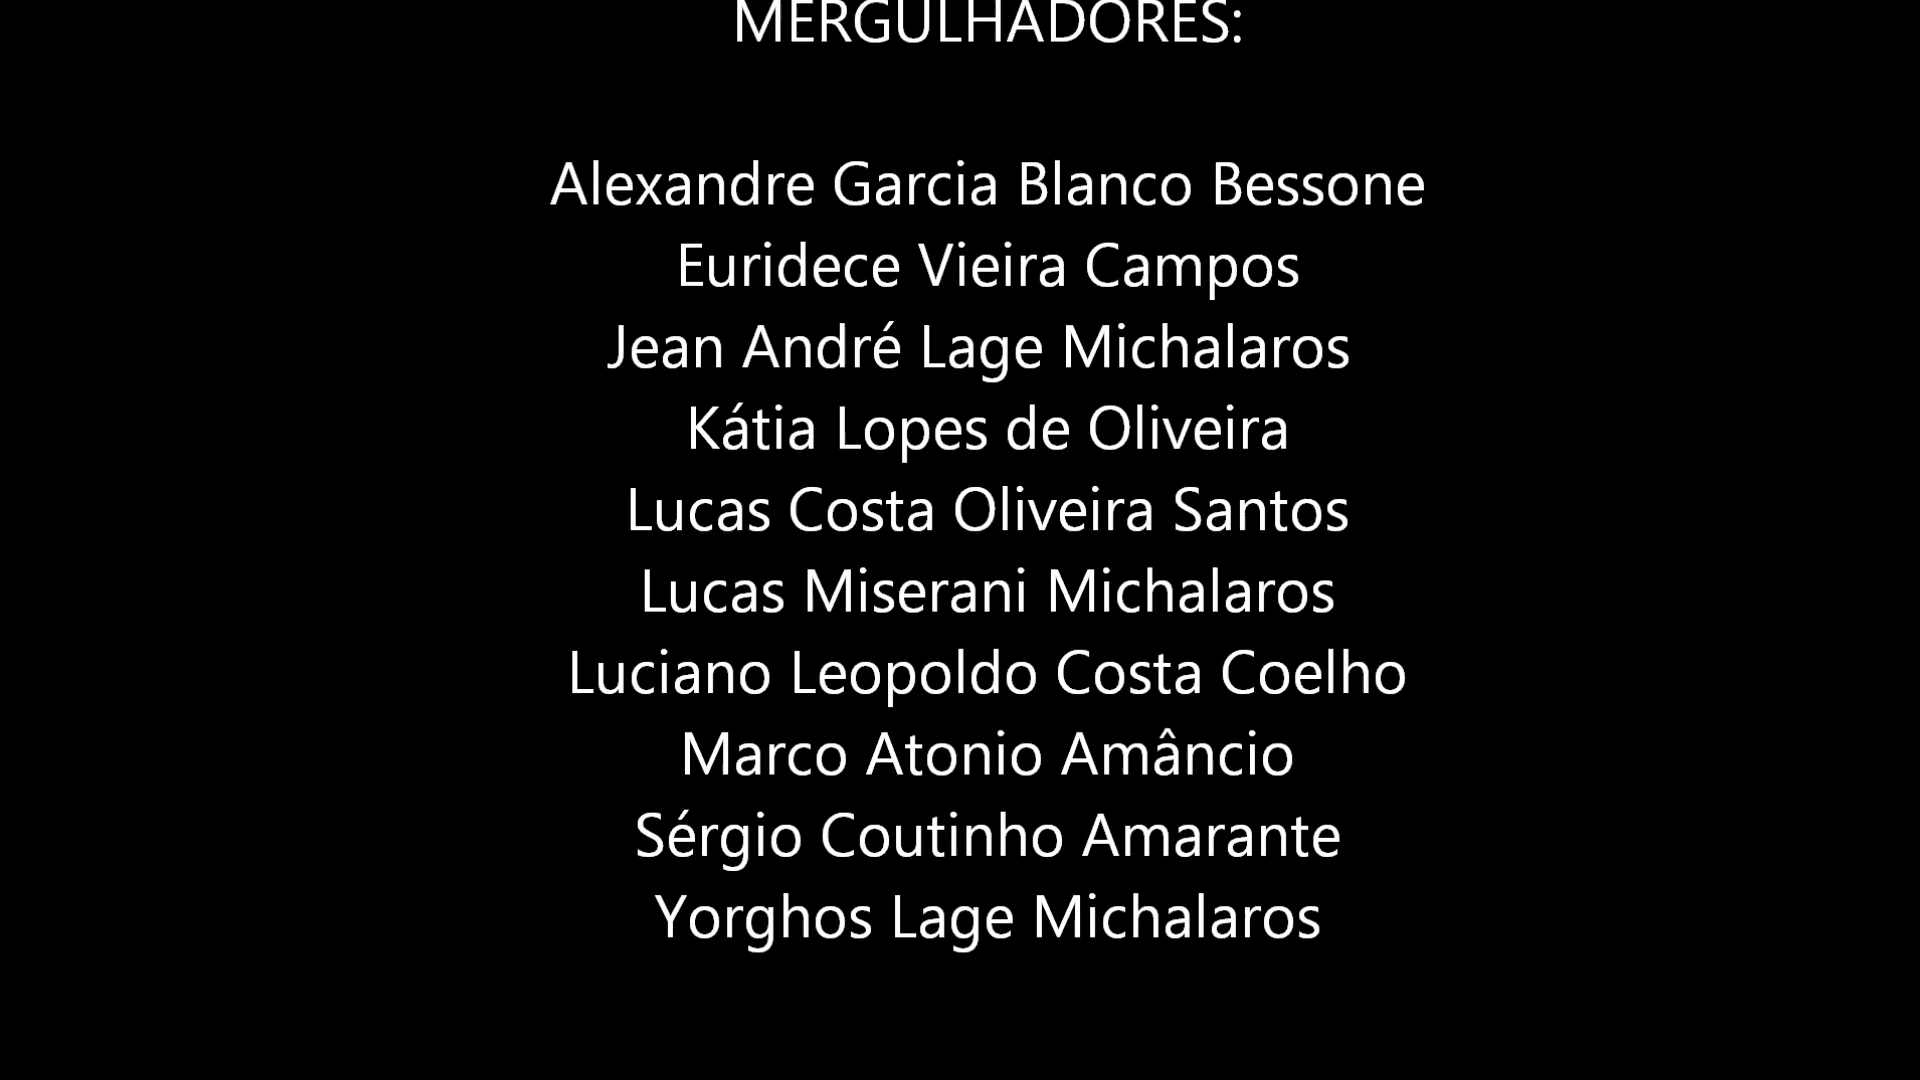 MERGULHADORES:
Alexandre Garcia Blanco Bessone
Euridece Vieira Campos
Jean André Lage Michalaros
Kátia Lopes de Oliveira
Lucas Costa Oliveira Santos
Lucas Miserani Michalaros
Luciano Leopoldo Costa Coelho
Marco Atonio Amâncio
Sérgio Coutinho Amarante
Yorghos Lage Michalaros